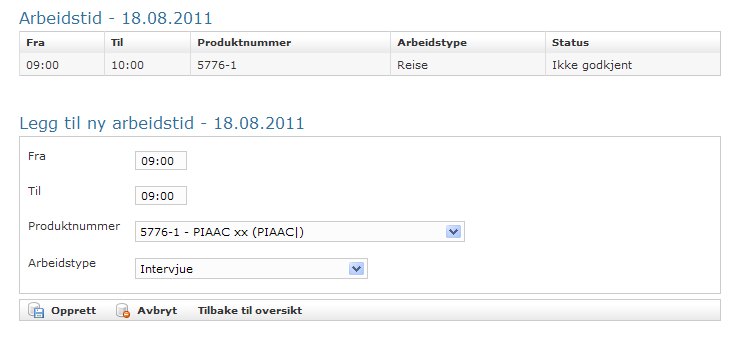 Arbeidstid - 18.08.2011
Fra Til Produktnummer Arbeidstype Status
09:00 10:00 5776-1 Reise Ikke godkjent
Legg til ny arbeidstid - 18.08.2011
Fra 09:00
Til 09:00
Produktnummer 5776-1 - PIAAC xx (PIAAC|)
Arbeidstype Intervjue
Opprett Avbryt Tilbake til oversikt